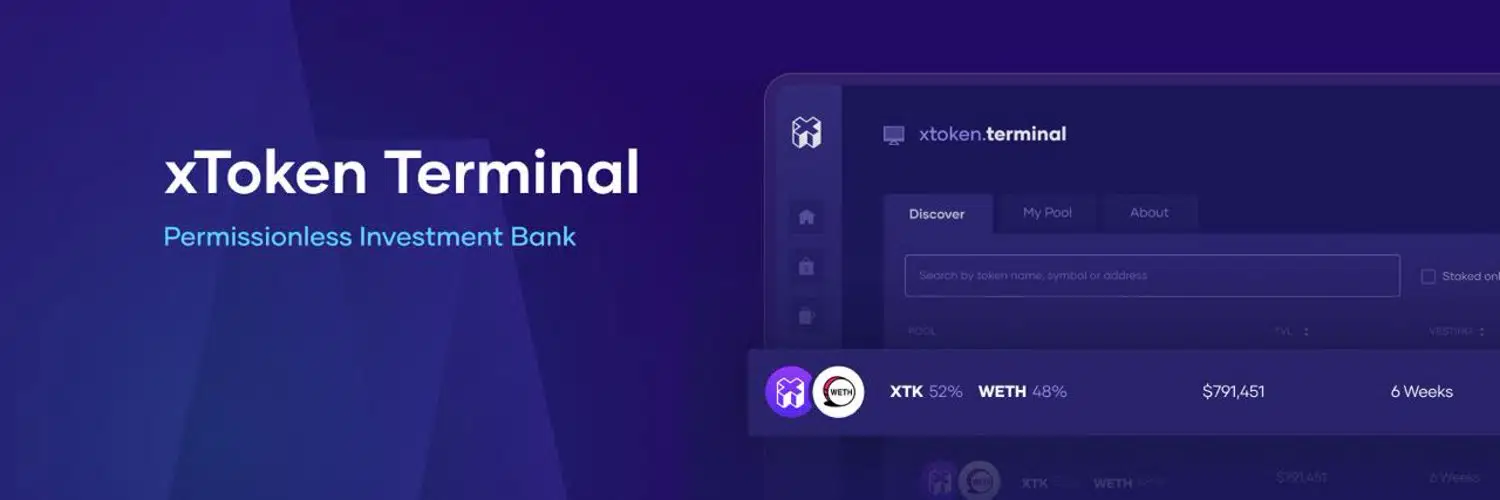 xToken Terminal
Permissionless Investment Bank
xtoken.terminal
Discover My Pool About
Search by token name, symbol or address
Staked onl
POOL TVL VESTING
WETH
XTK 52% WETH 48% $791,451 6 Weeks
XTK WETH $791,451 6 Weeks